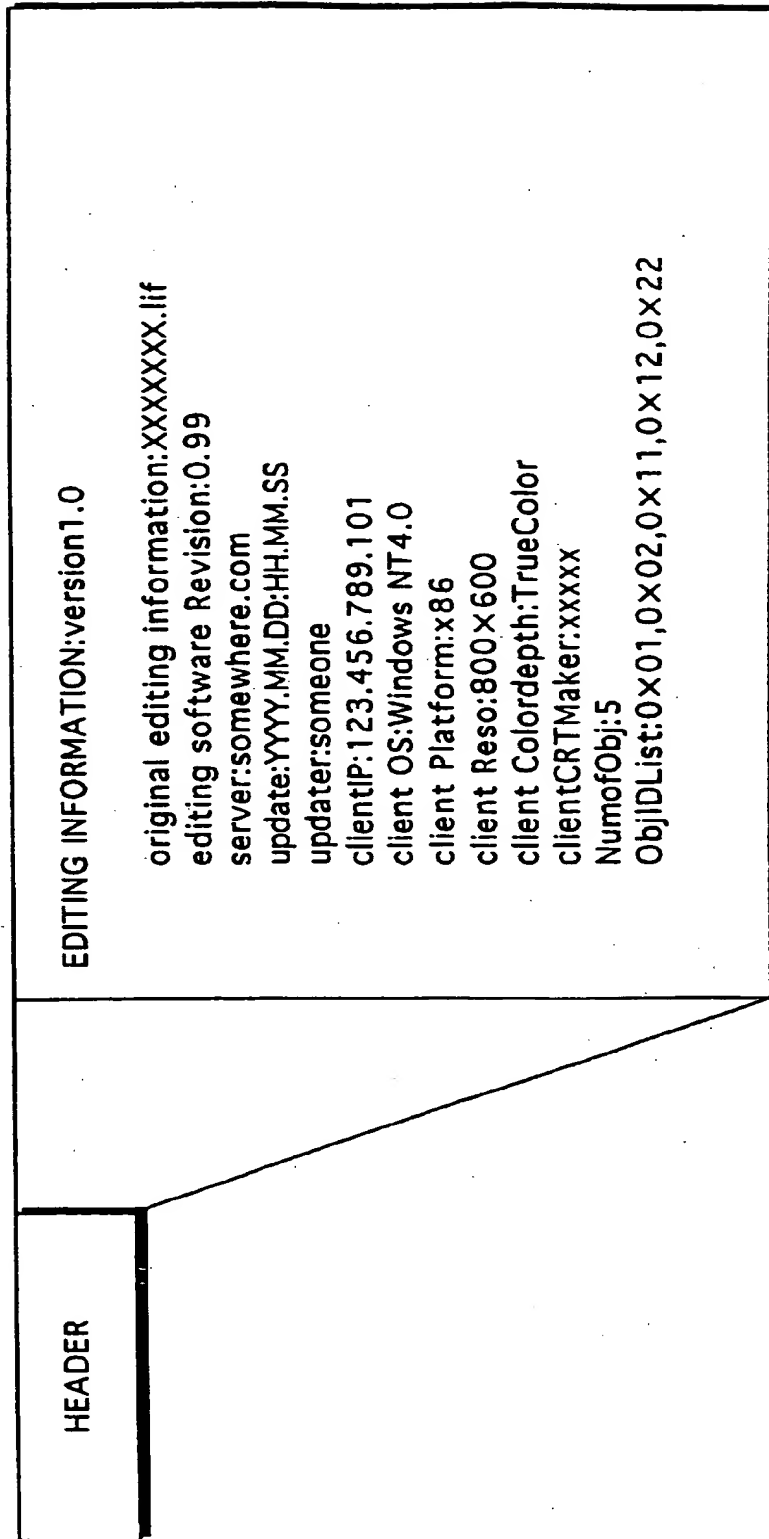 HEADER
EDITING INFORMATION:version1.0
original editing information:XXXXXXX.lif
editing software Revision:0.99
server:somewhere.com
update:YYYY.MM.DD:HH.MM.SS
updater:someone
clientIP:123.456.789.101
client OS:Windows NT4.0
client Platform:x86
client Reso:800×600
client Colordepth:TrueColor
clientCRTMaker:xxxxx
NumofObj:5
ObjIDList:0×01,0×02,0×11,0×12,0×22